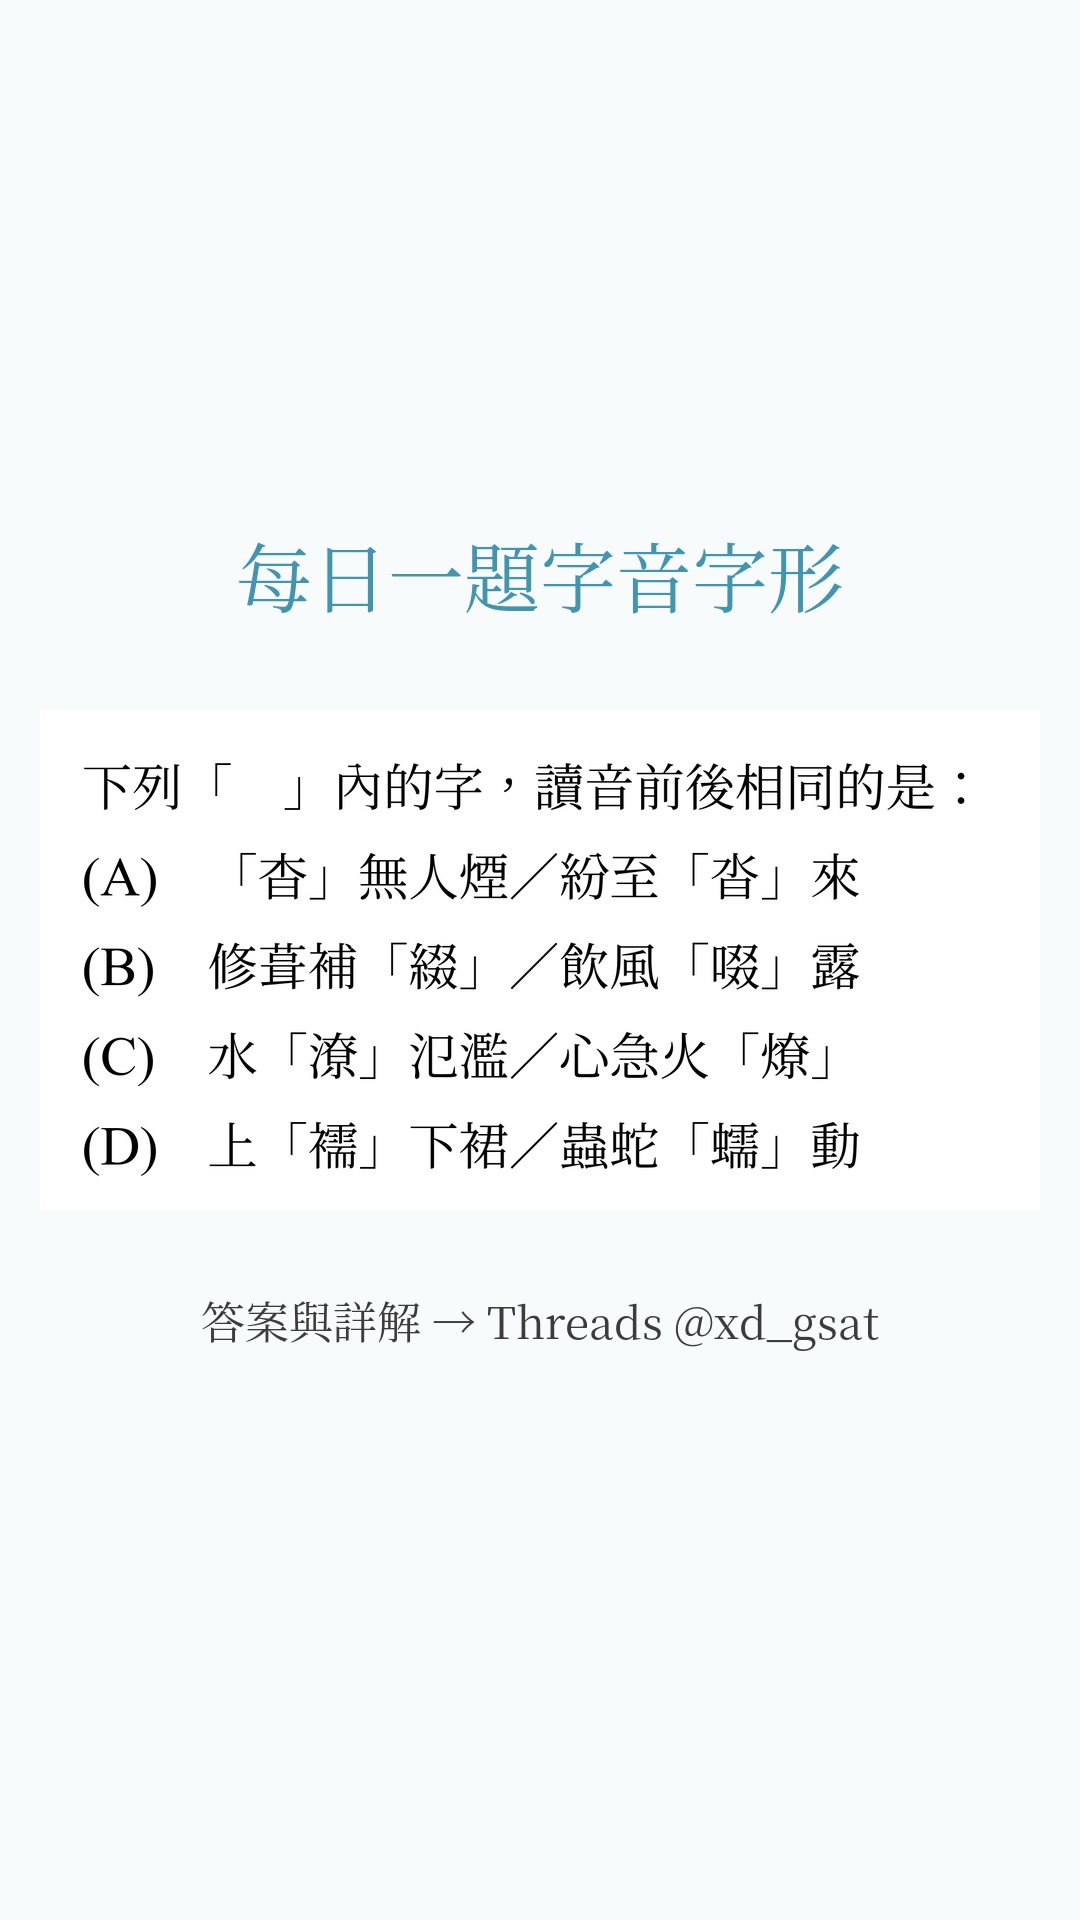 每日一題字音字形
下列「　」內的字，讀音前後相同的是：
(A)　「杳」無人煙／紛至「沓」來
(B)　修葺補「綴」／飲風「啜」露
(C)　水「潦」氾濫／心急火「燎」
(D)　上「襦」下裙／蟲蛇「蠕」動
答案與詳解 → Threads @xd_gsat